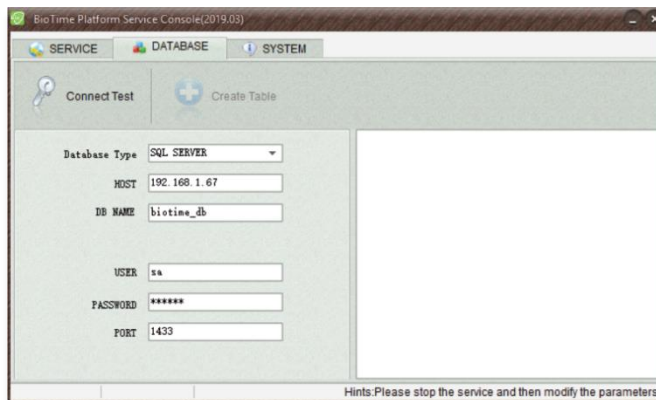 BioTime Platform Service Console(2019.03)
SERVICE DATABASE SYSTEM
Connect Test Create Table
Database Type SQL SERVER
HOST 192.168.1.67
DB NAME biotime_db
USER sa
PASSWORD ******
PORT 1433
Hints:Please stop the service and then modify the parameters